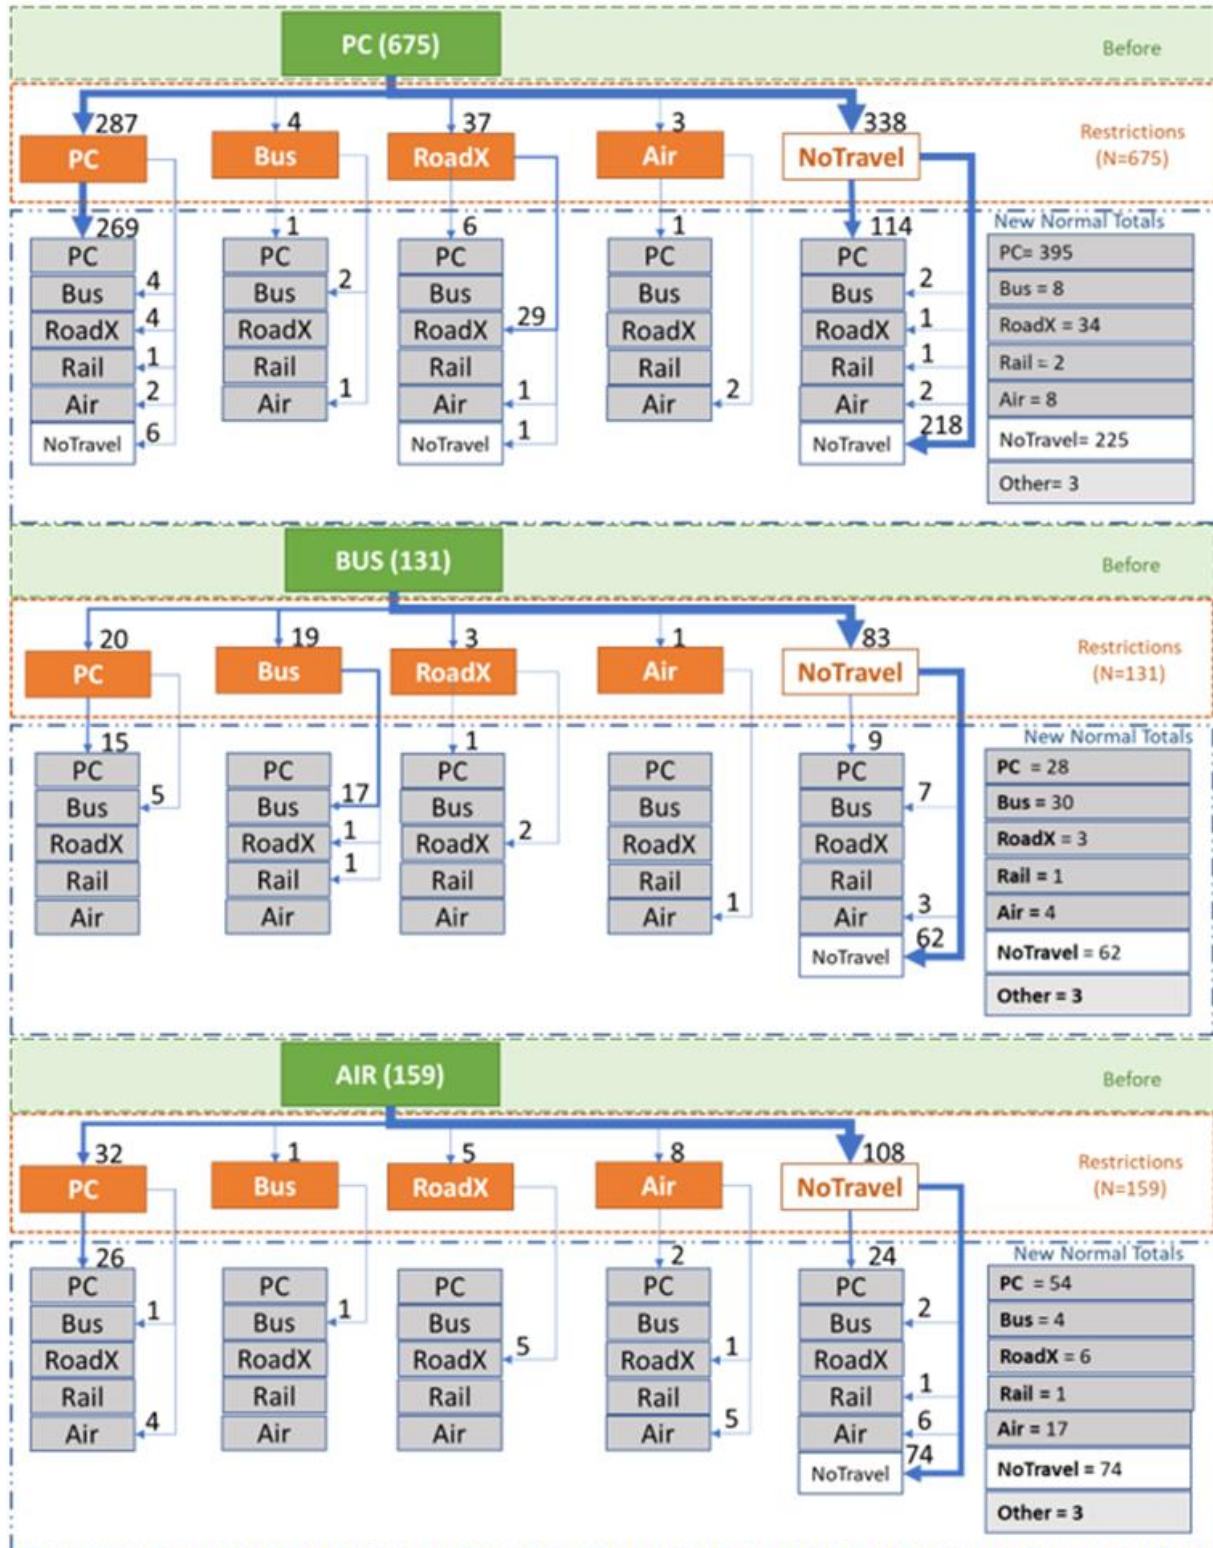 PC (675)
Before
287
4
37
3
338
PC
Bus
RoadX
Air
NoTravel
Restrictions
(N=675)
269
1
6
1
114
New Normal Totals
PC
PC
PC
PC
PC
PC= 395
Bus
4
Bus
2
Bus
Bus
Bus
2
Bus = 8
RoadX
4
RoadX
RoadX
29
RoadX
RoadX
1
RoadX = 34
Rail
1
Rail
Rail
Rail
Rail
1
Rail = 2
Air
2
Air
1
Air
1
Air
2
Air
2
Air = 8
NoTravel
6
NoTravel
1
NoTravel
218
NoTravel= 225
Other= 3
BUS (131)
Before
20
19
3
1
83
PC
Bus
RoadX
Air
NoTravel
Restrictions
(N=131)
15
1
9
New Normal Totals
PC
PC
PC
PC
PC
PC = 28
Bus
5
Bus
17
Bus
Bus
Bus
7
Bus = 30
RoadX
RoadX
1
RoadX
2
RoadX
RoadX
RoadX = 3
Rail
Rail
1
Rail
Rail
Rail
Rail = 1
Air
Air
Air
Air
1
Air
3
Air = 4
NoTravel
62
NoTravel = 62
Other = 3
AIR (159)
Before
32
1
5
8
108
PC
Bus
RoadX
Air
NoTravel
Restrictions
(N=159)
26
2
24
New Normal Totals
PC
PC
PC
PC
PC
PC = 54
Bus
1
Bus
1
Bus
Bus
Bus
2
Bus = 4
RoadX
RoadX
RoadX
5
RoadX
1
RoadX
RoadX = 6
Rail
Rail
Rail
Rail
Rail
1
Rail = 1
Air
4
Air
Air
Air
5
Air
6
Air = 17
NoTravel
74
NoTravel = 74
Other = 3